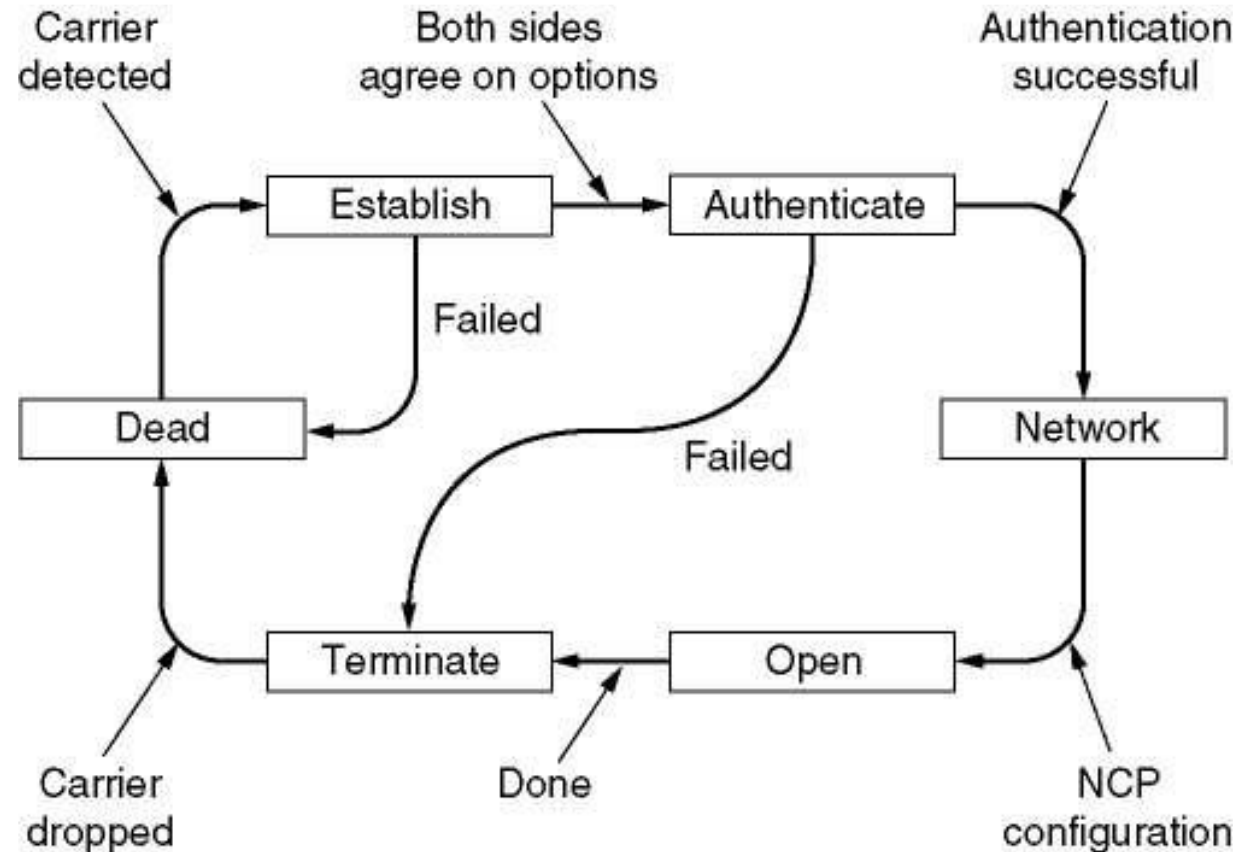 Carrier
detected
Both sides
agree on options
Authentication
successful
Establish
Authenticate
Failed
Dead
Failed
Network
Terminate
Open
Carrier
dropped
Done
NCP
configuration